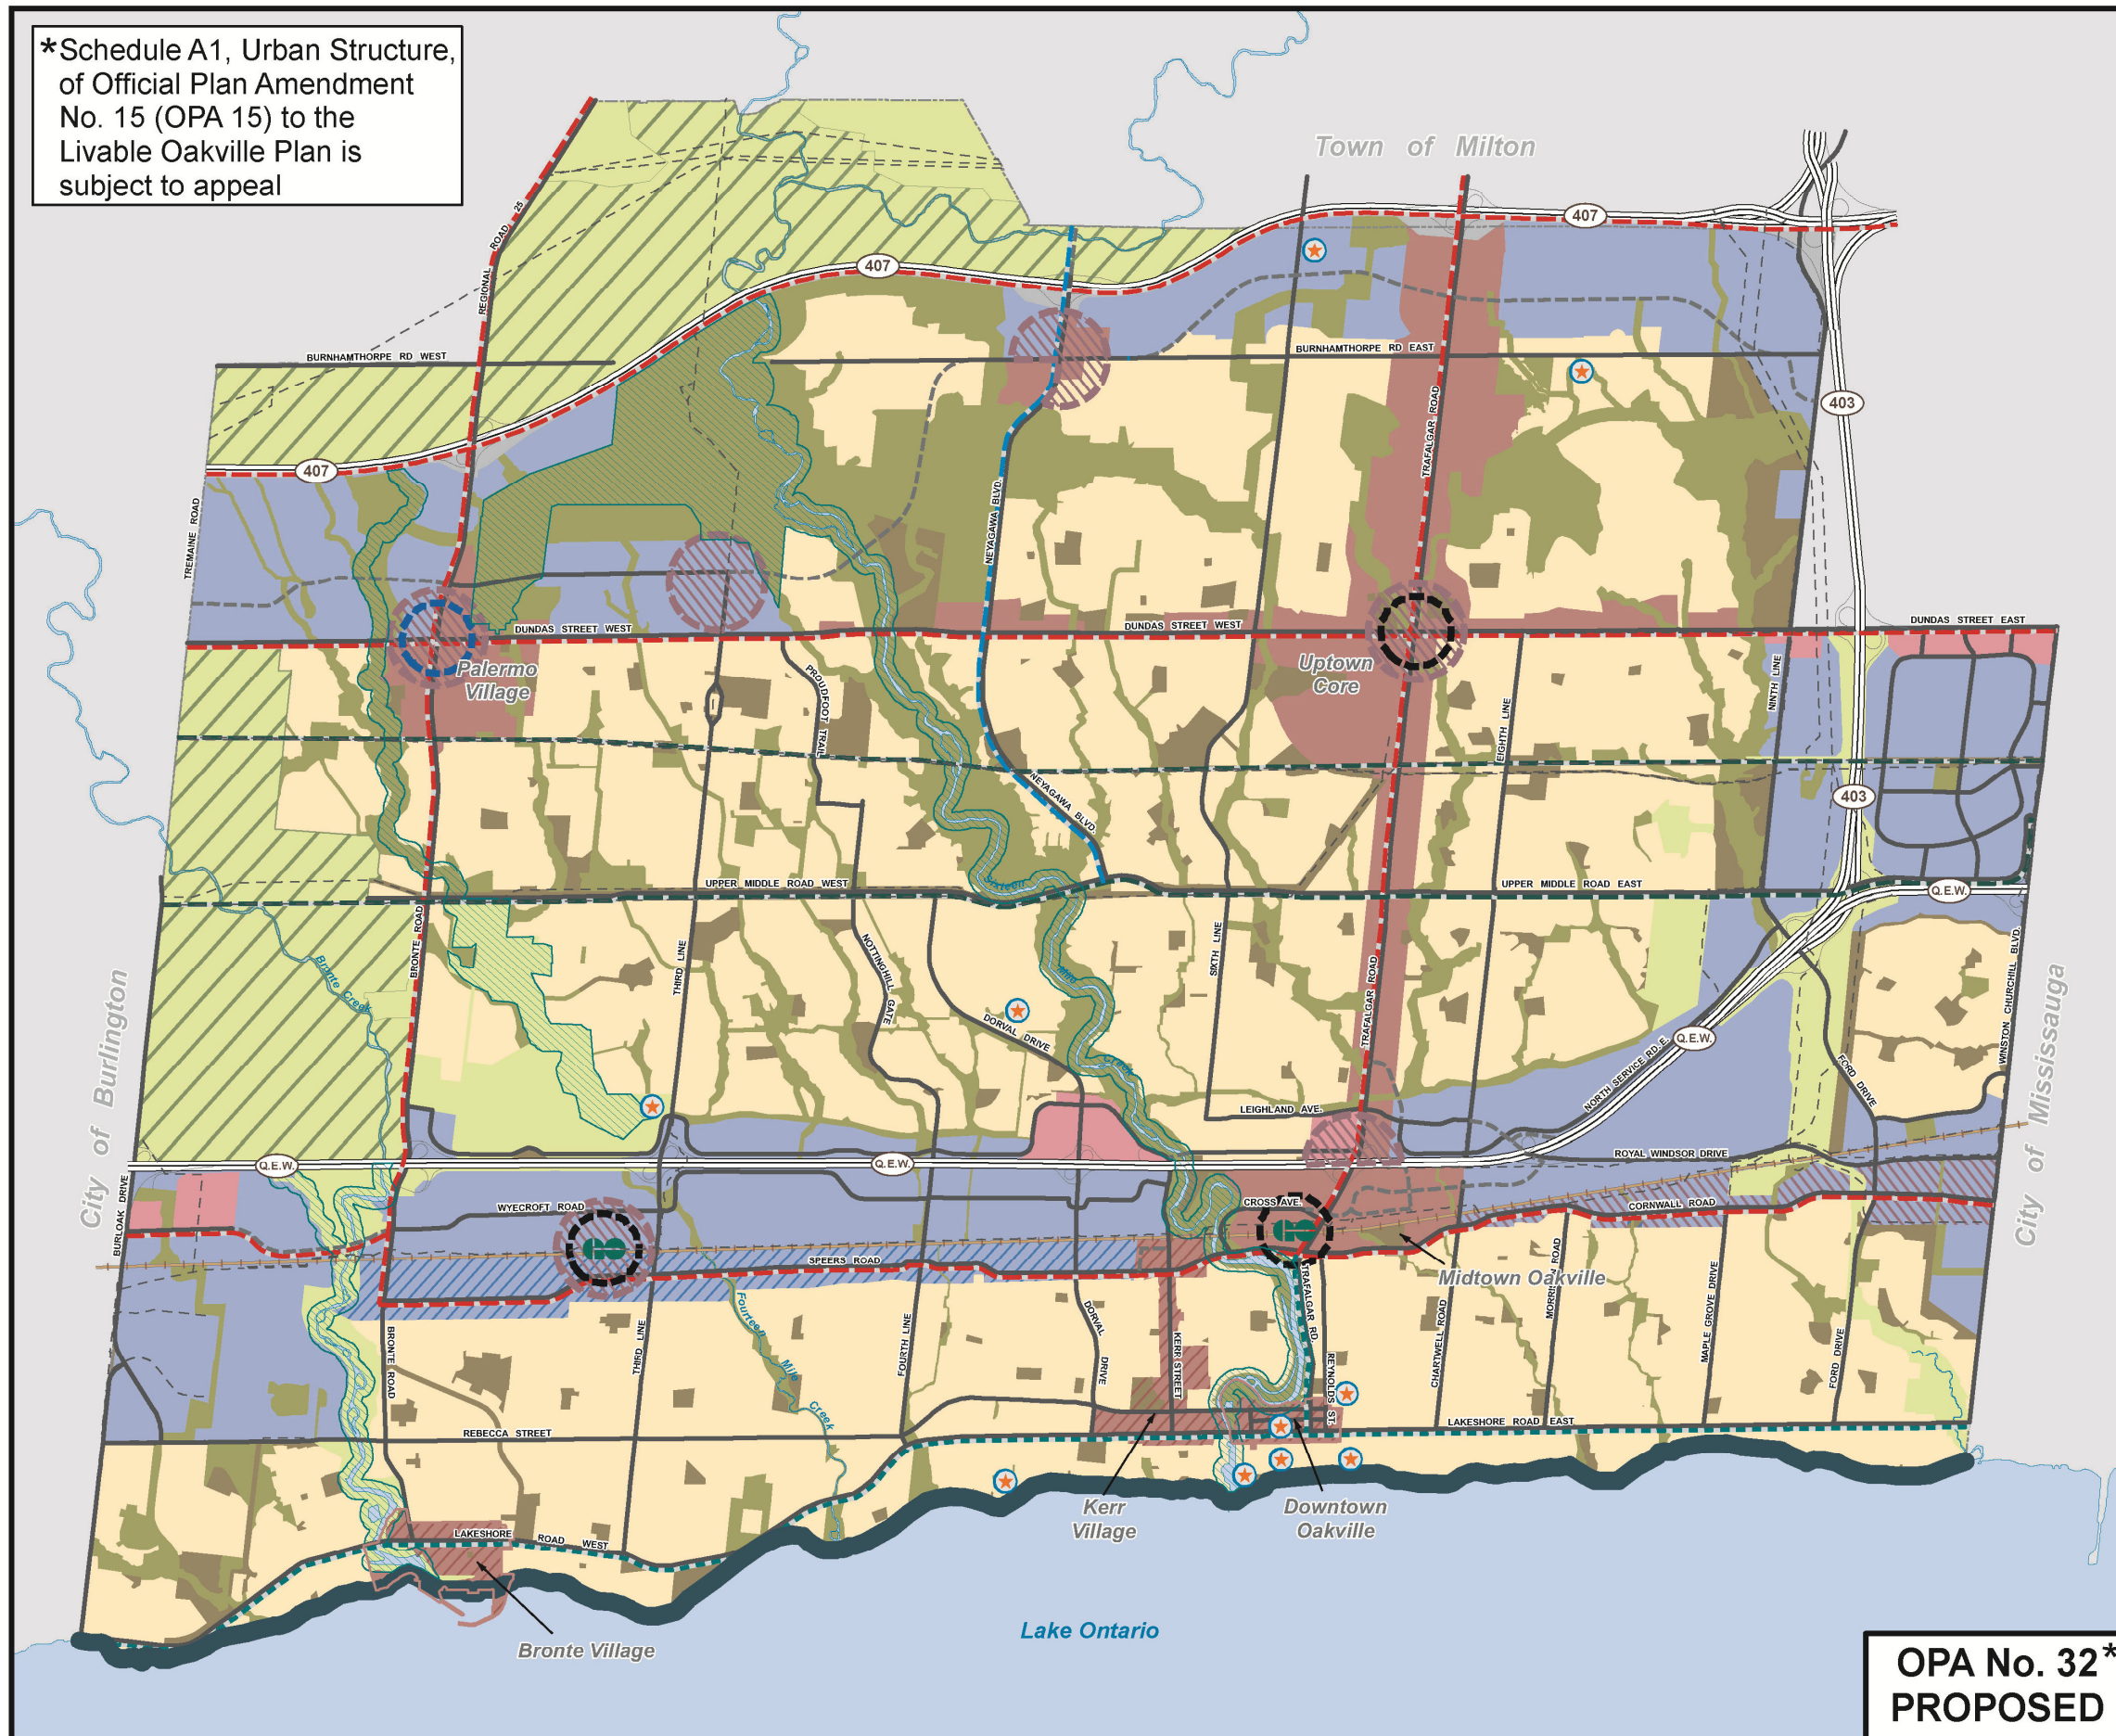 *Schedule A1, Urban Structure,
of Official Plan Amendment
No. 15 (OPA 15) to the
Livable Oakville Plan is
subject to appeal
Town of Milton
REGIONAL ROAD 25
407
407
407
BURNHAMTHORPE RD WEST
BURNHAMTHORPE RD EAST
TRAFALGAR ROAD
403
TREMAINE ROAD
NEYAGAWA BLVD.
DUNDAS STREET WEST
DUNDAS STREET WEST
DUNDAS STREET EAST
Palermo
Village
Uptown
Core
PROUDFOOT TRAIL
EIGHTH LINE
NINTH LINE
NEYAGAWA BLVD.
403
UPPER MIDDLE ROAD WEST
Sixteen
UPPER MIDDLE ROAD EAST
Q.E.W.
BRONTE ROAD
Bronte Creek
THIRD LINE
NOTTINGHILL GATE
DORVAL DRIVE
Mile
Creek
SIXTH LINE
TRAFALGAR ROAD
WINSTON CHURCHILL BLVD.
City of Burlington
City of Mississauga
NORTH SERVICE RD. E.
Q.E.W.
FORD DRIVE
LEIGHLAND AVE.
Q.E.W.
Q.E.W.
ROYAL WINDSOR DRIVE
BURLOAK DRIVE
WYECROFT ROAD
CROSS AVE.
CORNWALL ROAD
SPEERS ROAD
Midtown Oakville
BRONTE ROAD
THIRD LINE
Fourteen
Mile
Creek
FOURTH LINE
DORVAL
DRIVE
KERR STREET
TRAFALGAR RD.
REYNOLDS ST.
CHARTWELL ROAD
MORRISON ROAD
MAPLE GROVE DRIVE
FORD DRIVE
REBECCA STREET
LAKESHORE ROAD EAST
LAKESHORE ROAD WEST
Kerr
Village
Downtown
Oakville
Bronte Village
Lake Ontario
OPA No. 32*
PROPOSED